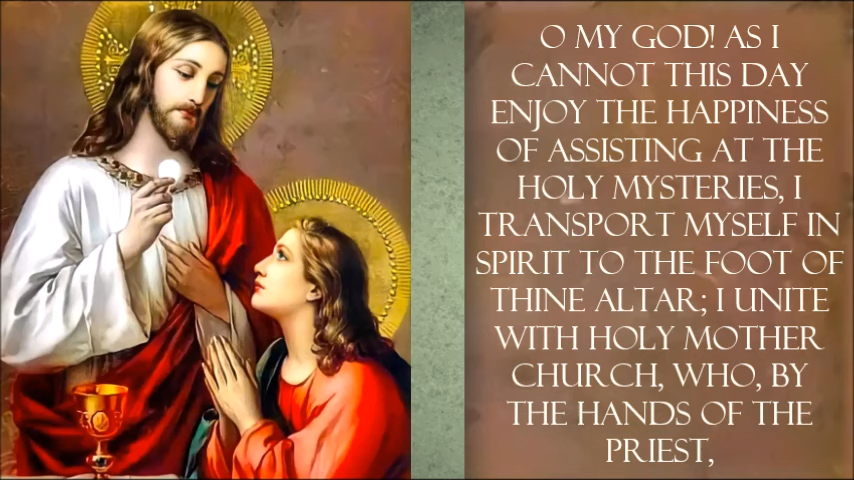 O MY GOD! AS I
CANNOT THIS DAY
ENJOY THE HAPPINESS
OF ASSISTING AT THE
HOLY MYSTERIES, I
TRANSPORT MYSELF IN
SPIRIT TO THE FOOT OF
THINE ALTAR; I UNITE
WITH HOLY MOTHER
CHURCH, WHO, BY
THE HANDS OF THE
PRIEST,